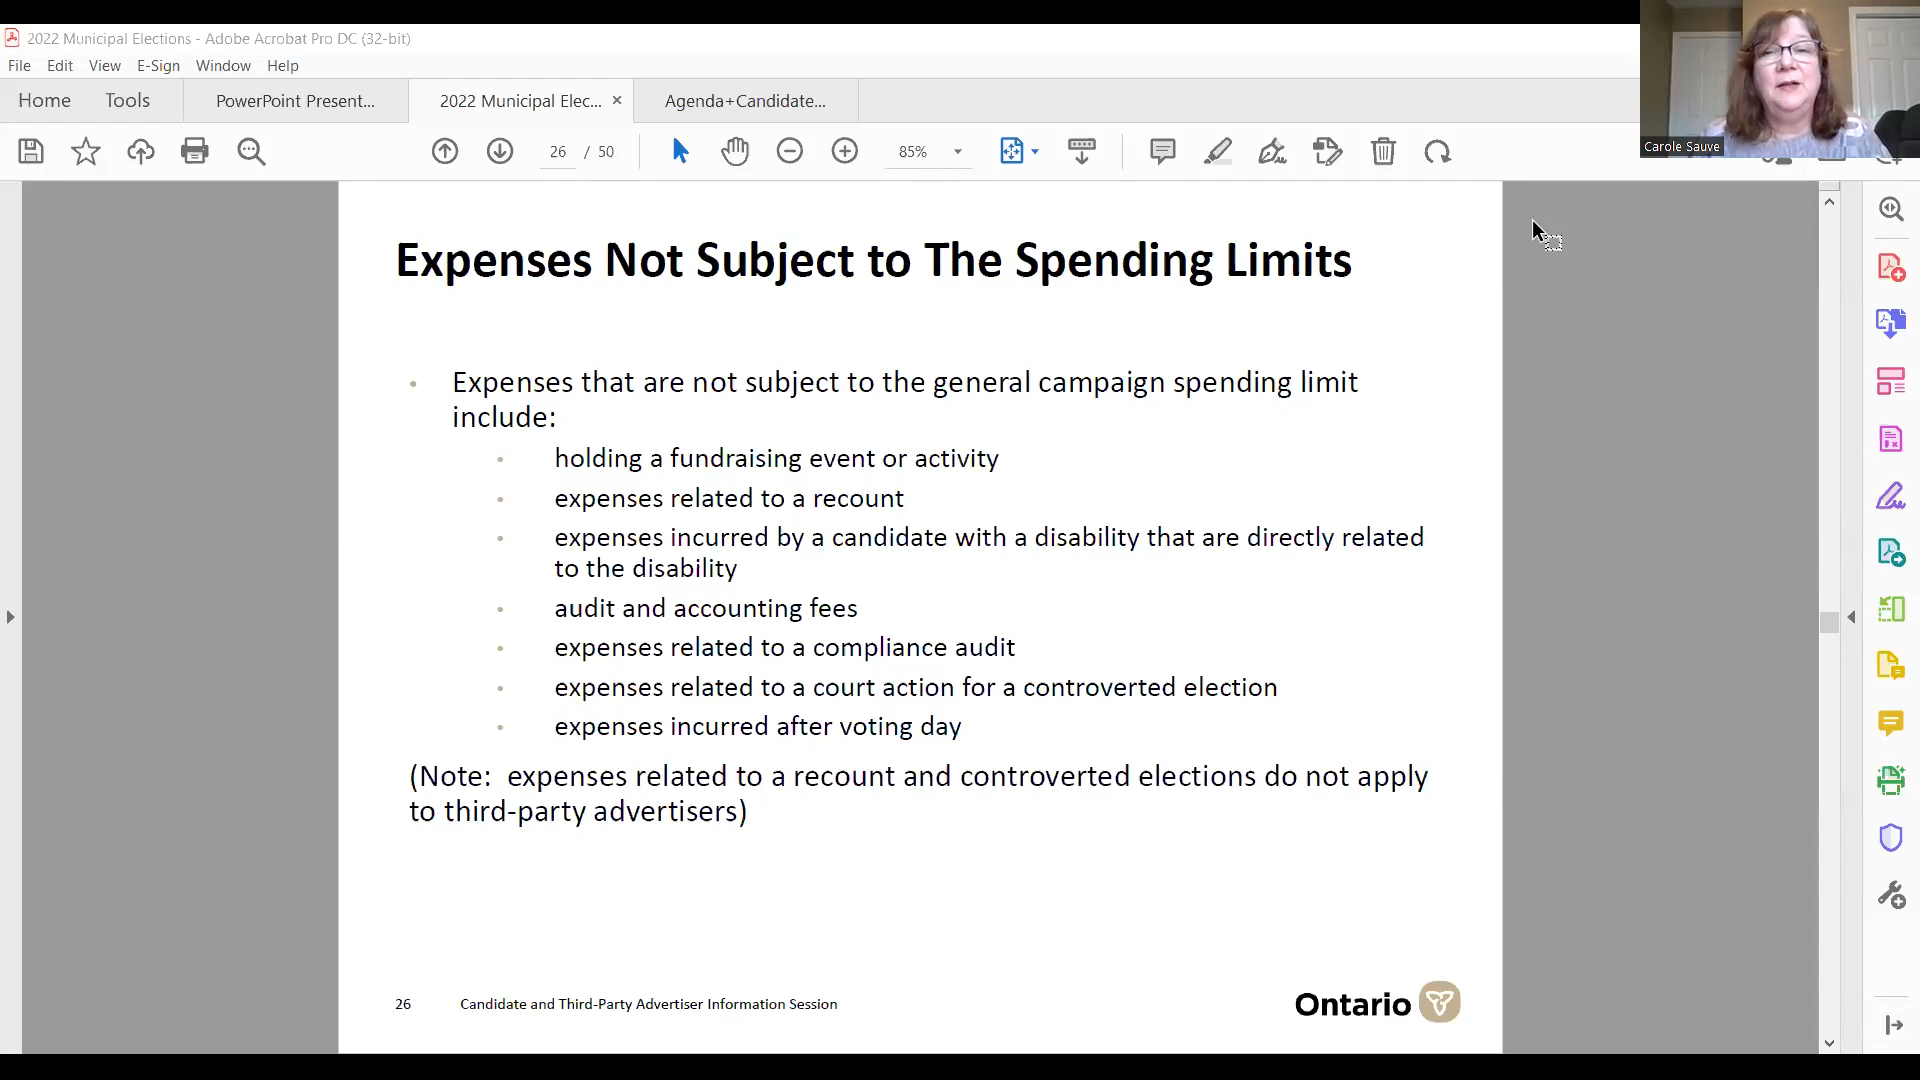 2022 Municipal Elections - Adobe Acrobat Pro DC (32-bit)
File Edit View E-Sign Window Help
Home Tools PowerPoint Present... 2022 Municipal Elec... × Agenda+Candidate...
26 / 50 85%
Carole Sauve
Expenses Not Subject to The Spending Limits
• Expenses that are not subject to the general campaign spending limit
include:
• holding a fundraising event or activity
• expenses related to a recount
• expenses incurred by a candidate with a disability that are directly related
to the disability
• audit and accounting fees
• expenses related to a compliance audit
• expenses related to a court action for a controverted election
• expenses incurred after voting day
(Note: expenses related to a recount and controverted elections do not apply
to third-party advertisers)
26 Candidate and Third-Party Advertiser Information Session
Ontario